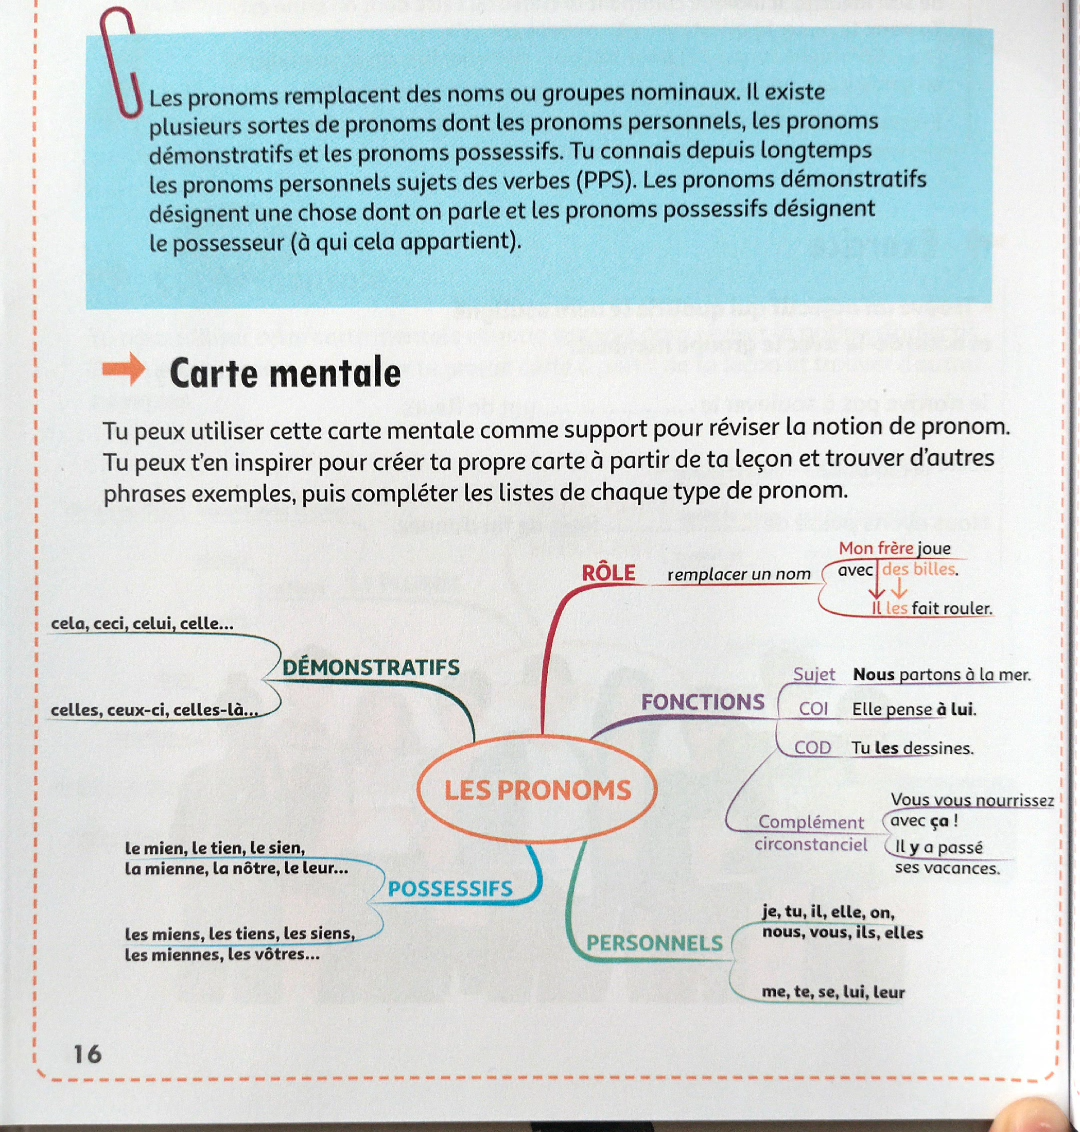 Les pronoms remplacent des noms ou groupes nominaux. Il existe
plusieurs sortes de pronoms dont les pronoms personnels, les pronoms
démonstratifs et les pronoms possessifs. Tu connais depuis longtemps
les pronoms personnels sujets des verbes (PPS). Les pronoms démonstratifs
désignent une chose dont on parle et les pronoms possessifs désignent
le possesseur (à qui cela appartient).
Carte mentale
Tu peux utiliser cette carte mentale comme support pour réviser la notion de pronom.
Tu peux t'en inspirer pour créer ta propre carte à partir de ta leçon et trouver d'autres
phrases exemples, puis compléter les listes de chaque type de pronom.
RÔLE
remplacer un nom
Mon frère joue
avec des billes.
Il les fait rouler.
cela, ceci, celui, celle...
DÉMONSTRATIFS
celles, ceux-ci, celles-là...
FONCTIONS
Sujet Nous partons à la mer.
COI Elle pense à lui.
COD Tu les dessines.
Complément
circonstanciel
Vous vous nourrissez
avec ça !
Il y a passé
ses vacances.
LES PRONOMS
le mien, le tien, le sien,
la mienne, la nôtre, le leur...
POSSESSIFS
les miens, les tiens, les siens,
les miennes, les vôtres...
PERSONNELS
je, tu, il, elle, on,
nous, vous, ils, elles
me, te, se, lui, leur
16